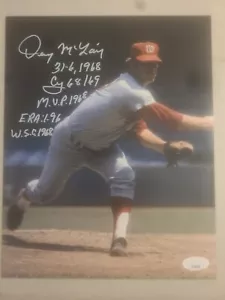 Denny McLain
31-6, 1968
Cy 68/69
M.V.P. 1968
ERA: 1.96
W.S.C. 1968